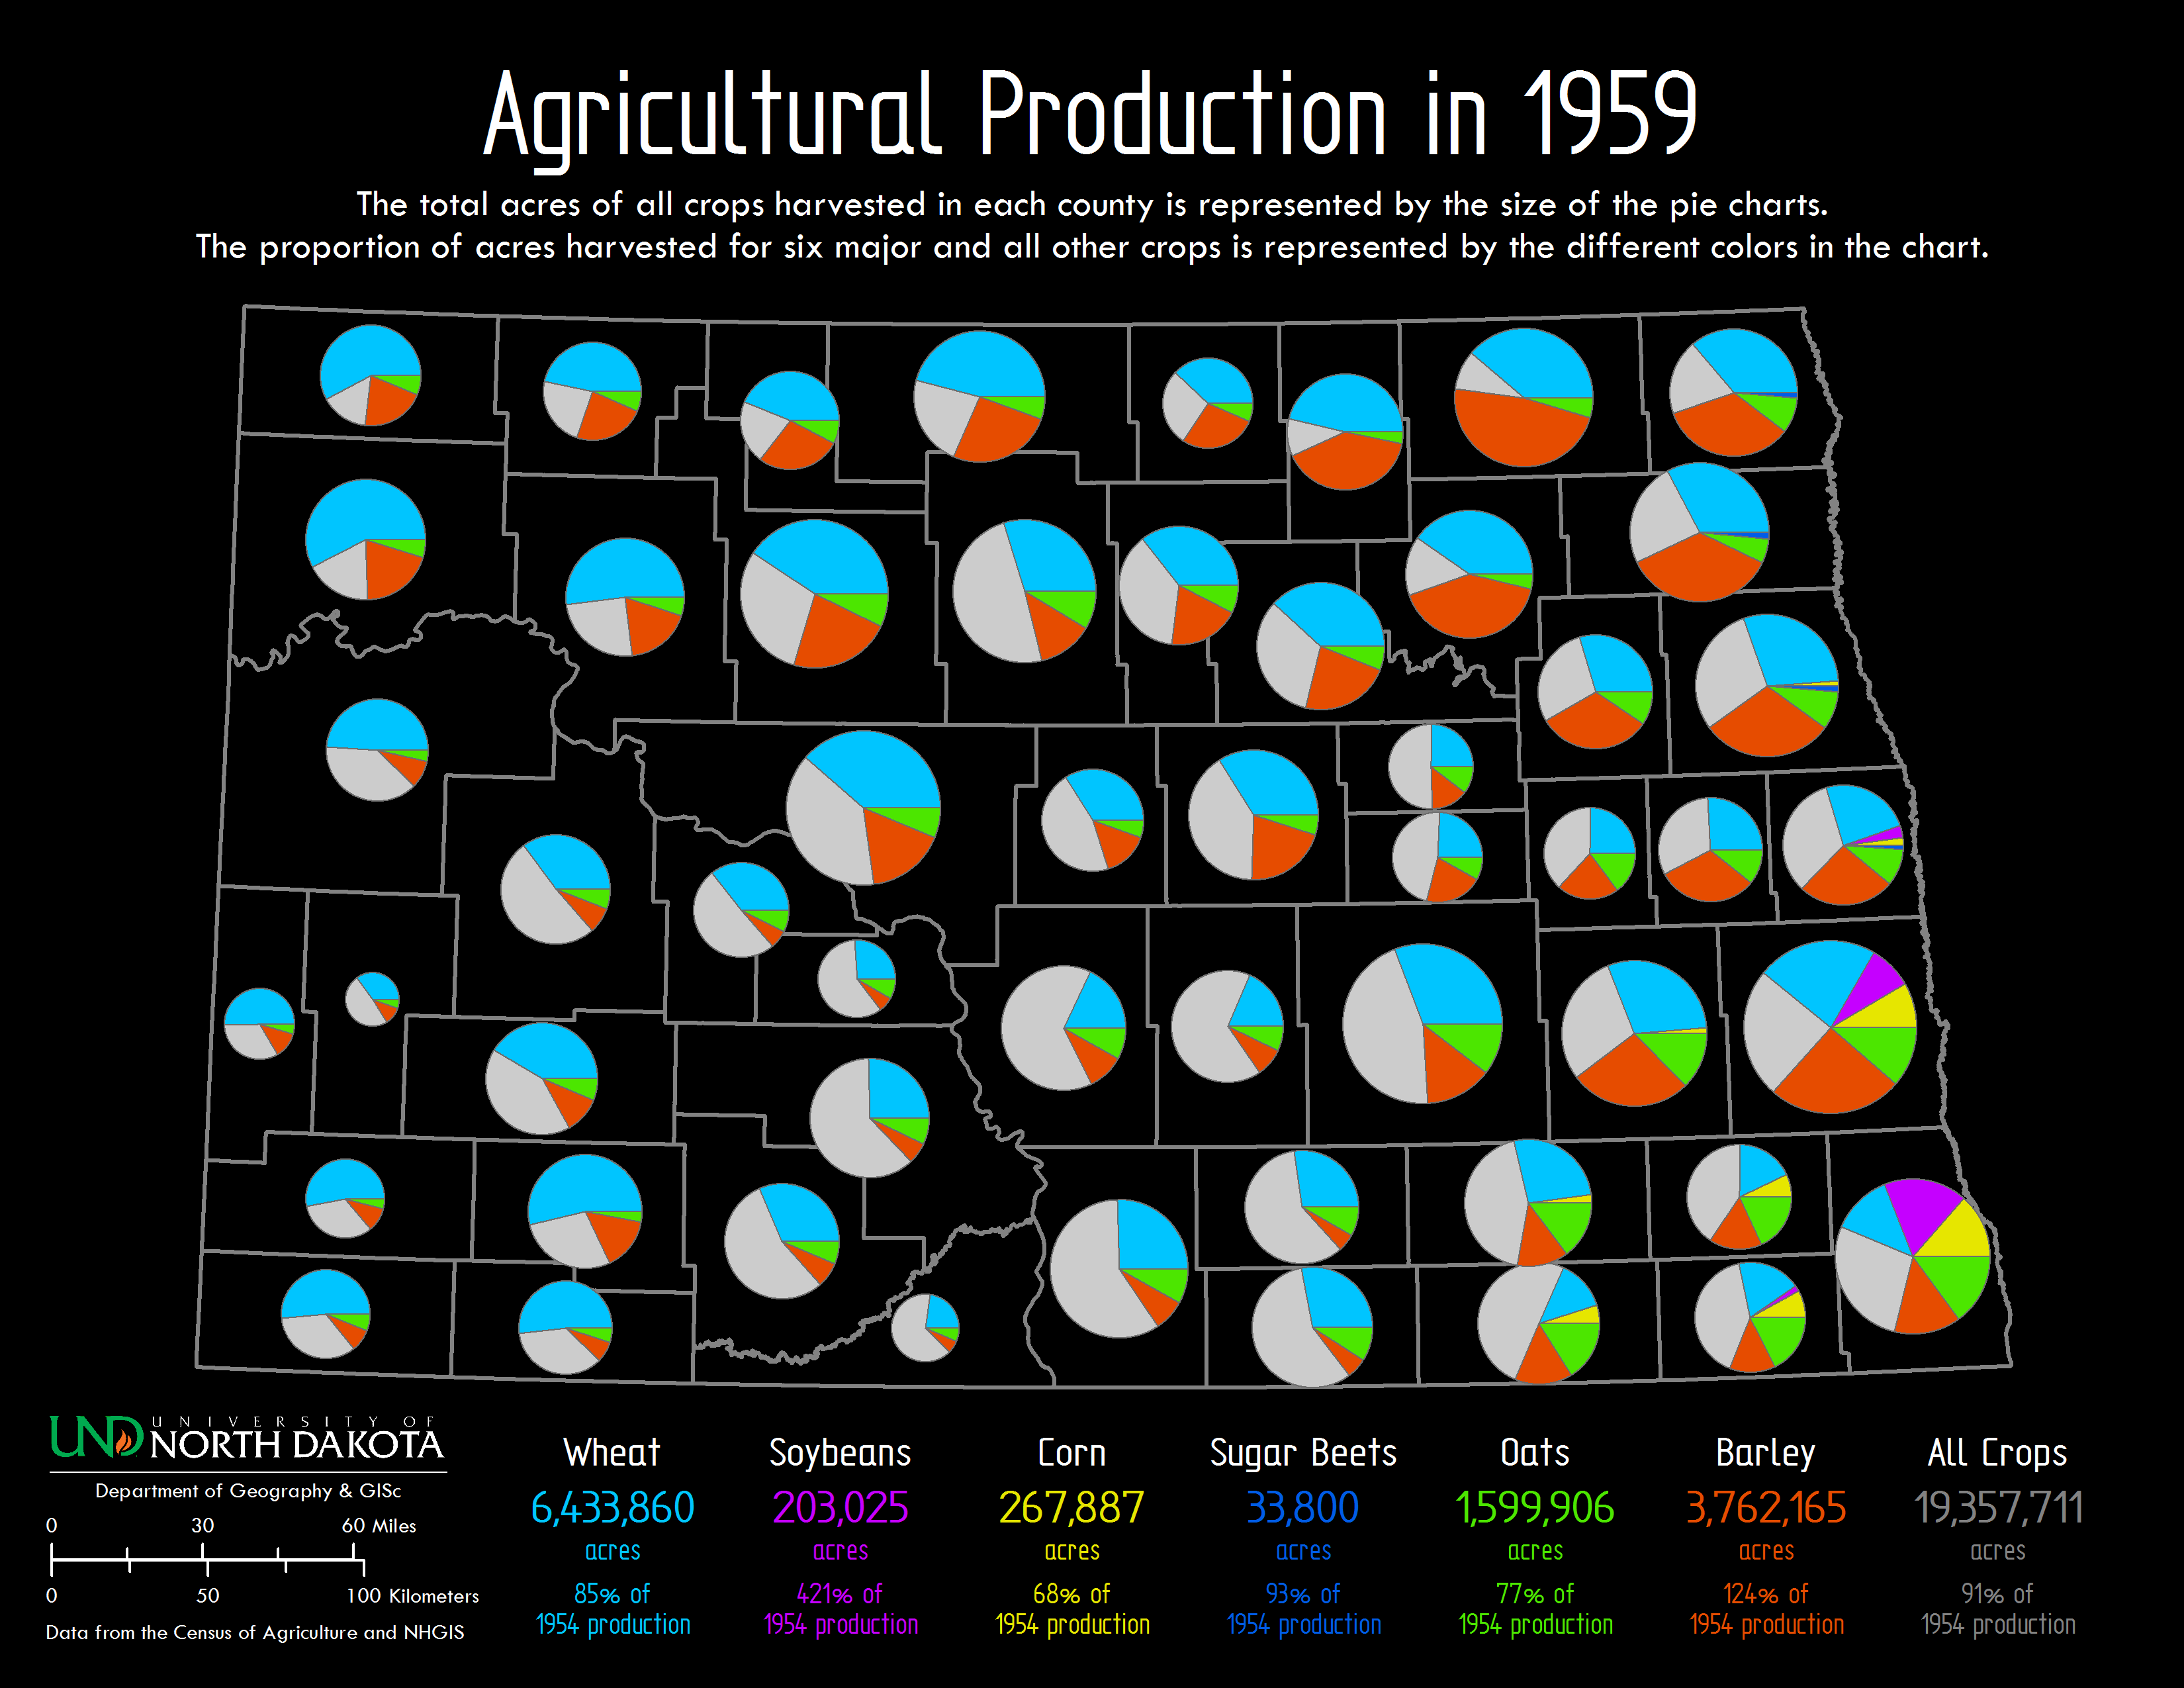 Agricultural Production in 1959
The total acres of all crops harvested in each county is represented by the size of the pie charts.
The proportion of acres harvested for six major and all other crops is represented by the different colors in the chart.
UND UNIVERSITY OF
NORTH DAKOTA
Department of Geography & GISc
0 30 60 Miles
0 50 100 Kilometers
Data from the Census of Agriculture and NHGIS
Wheat
6,433,860
acres
85% of
1954 production
Soybeans
203,025
acres
421% of
1954 production
Corn
267,887
acres
68% of
1954 production
Sugar Beets
33,800
acres
93% of
1954 production
Oats
1,599,906
acres
77% of
1954 production
Barley
3,762,165
acres
124% of
1954 production
All Crops
19,357,711
acres
91% of
1954 production